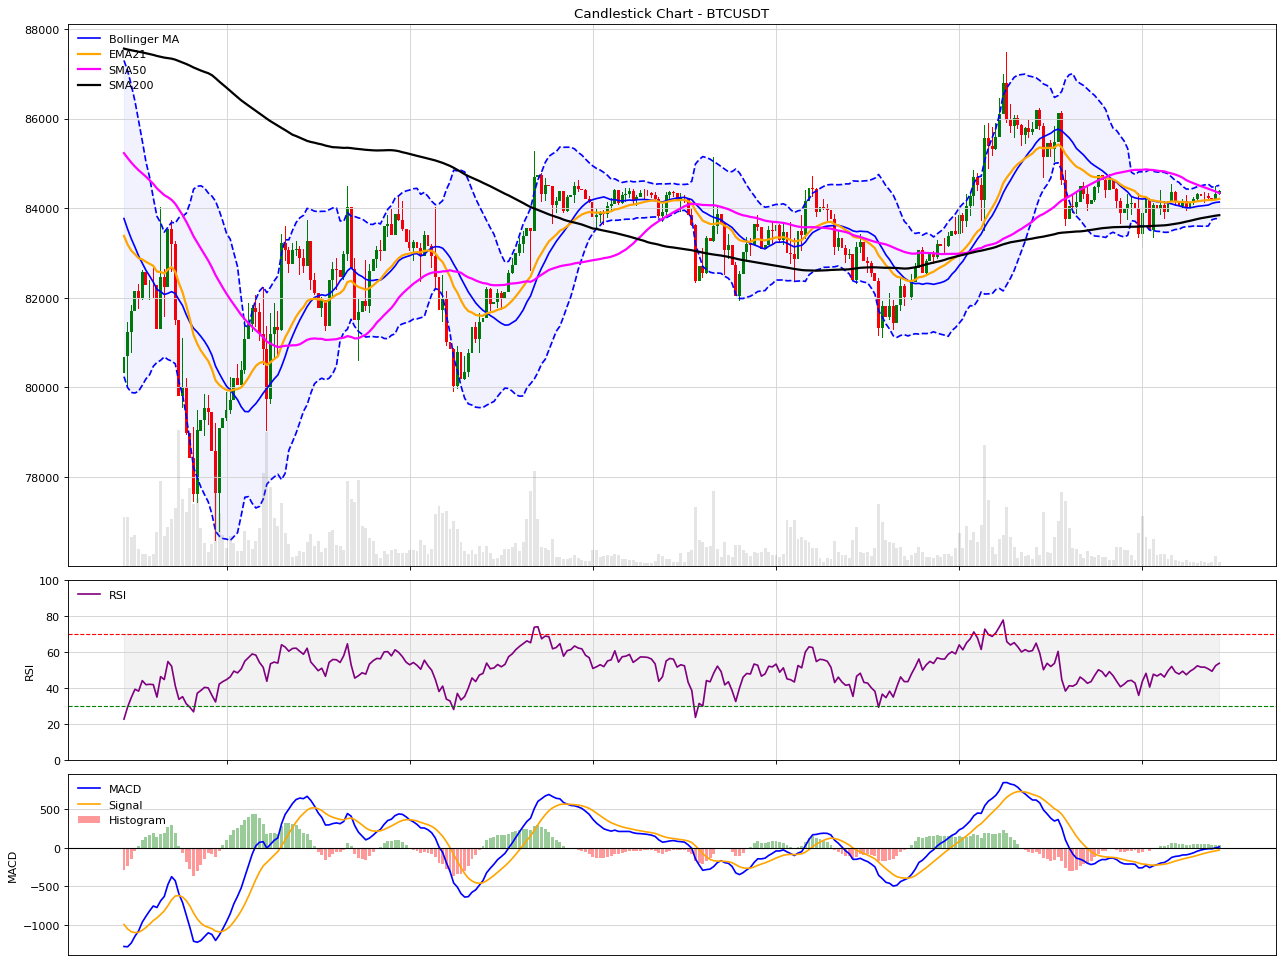 Candlestick Chart - BTCUSDT
88000
86000
84000
82000
80000
78000
Bollinger MA
EMA21
SMA50
SMA200
100
80
60
40
20
0
RSI
RSI
500
0
−500
−1000
MACD
MACD
Signal
Histogram